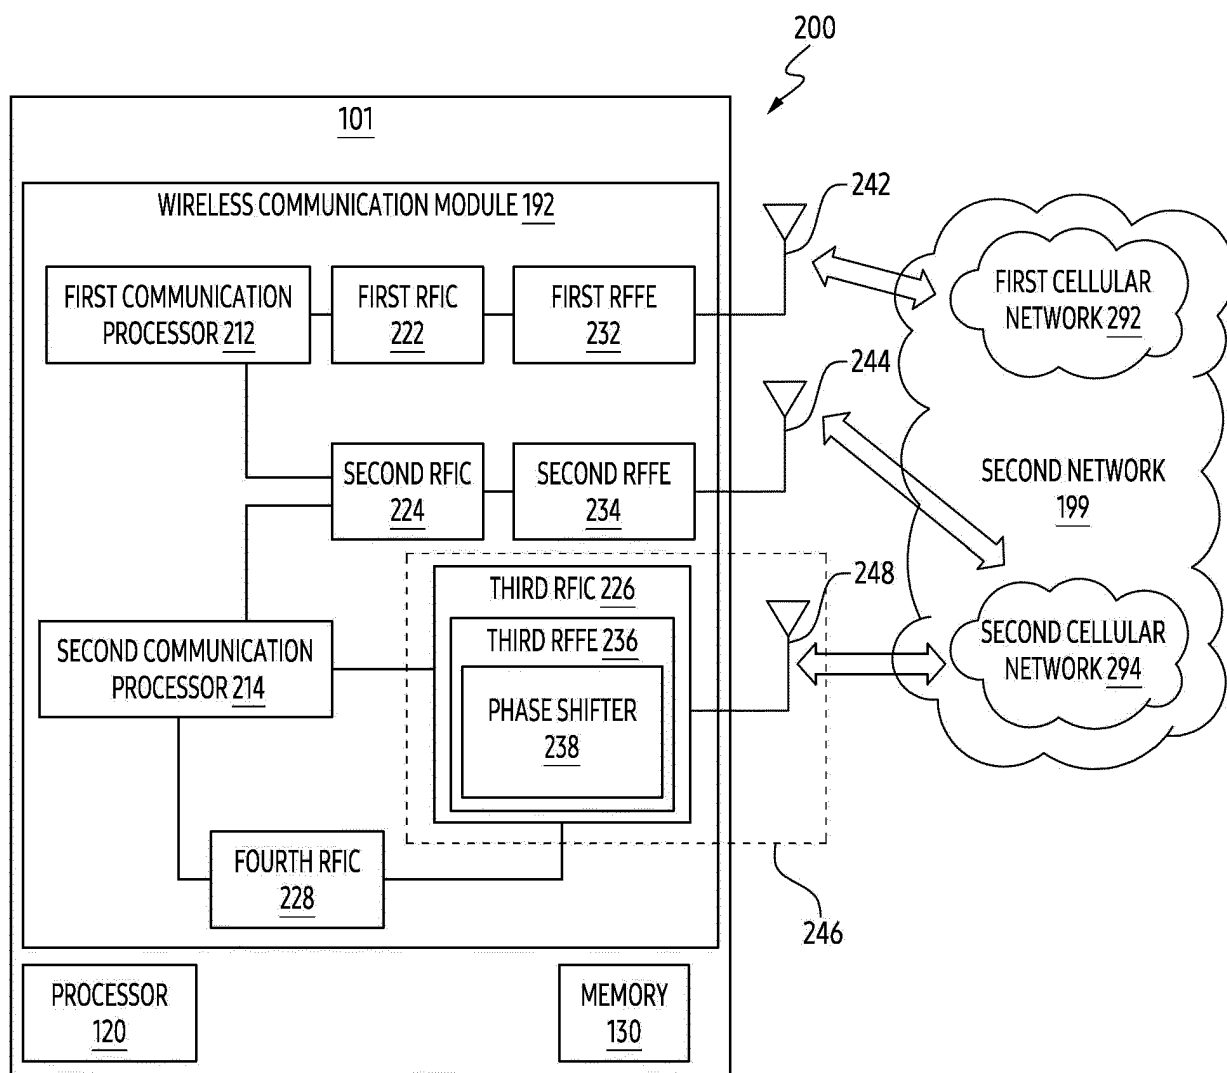 200
101
WIRELESS COMMUNICATION MODULE 192
242
FIRST COMMUNICATION
PROCESSOR 212
FIRST RFIC
222
FIRST RFFE
232
FIRST CELLULAR
NETWORK 292
244
SECOND RFIC
224
SECOND RFFE
234
SECOND NETWORK
199
248
THIRD RFIC 226
THIRD RFFE 236
PHASE SHIFTER
238
SECOND COMMUNICATION
PROCESSOR 214
SECOND CELLULAR
NETWORK 294
FOURTH RFIC
228
246
PROCESSOR
120
MEMORY
130